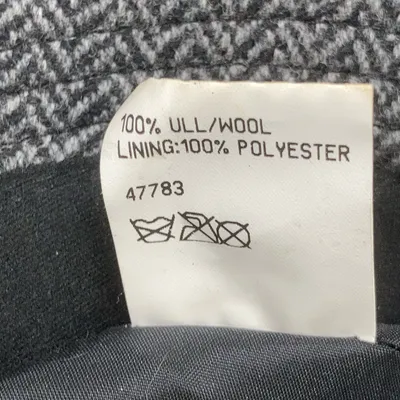 100% ULL/WOOL
LINING:100% POLYESTER
47783